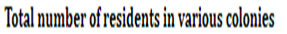 Total number of residents in various colonies